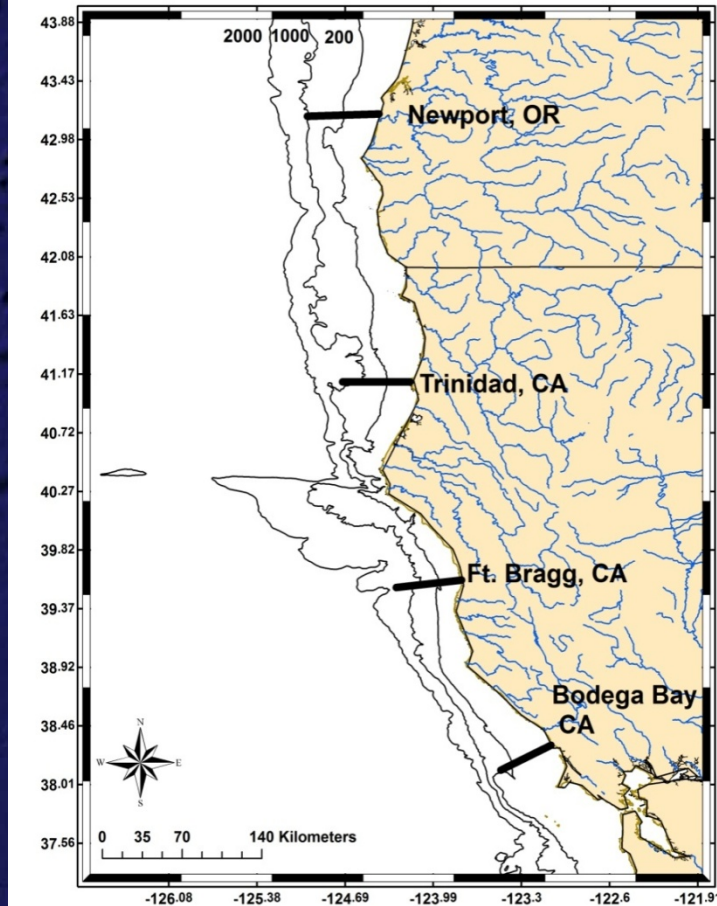 2000 1000 200
43.88
43.43
42.98
42.53
42.08
41.63
41.17
40.72
40.27
39.82
39.37
38.92
38.46
38.01
37.56
Newport, OR
Trinidad, CA
Ft. Bragg, CA
Bodega Bay
CA
N
W E
S
0 35 70 140 Kilometers
-126.08 -125.38 -124.69 -123.99 -123.3 -122.6 -121.91